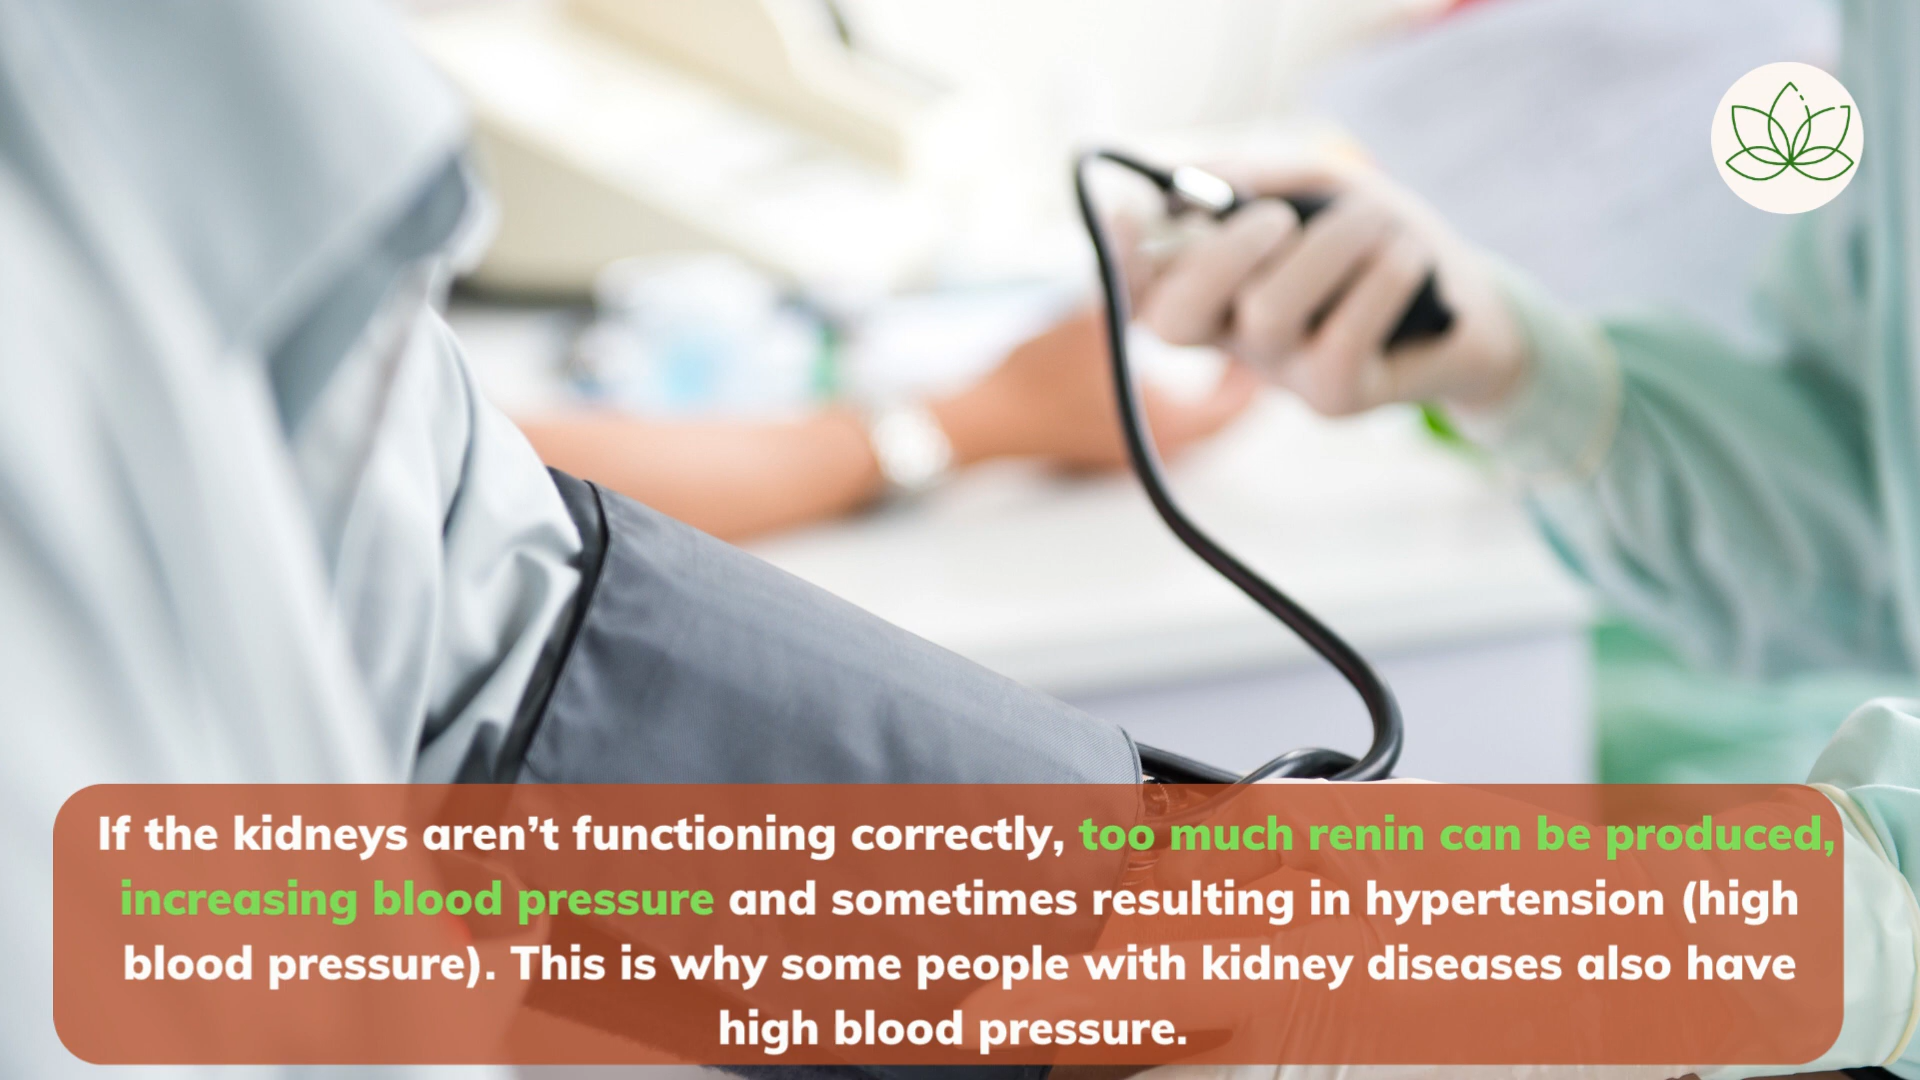 If the kidneys aren’t functioning correctly, too much renin can be produced,
increasing blood pressure and sometimes resulting in hypertension (high
blood pressure). This is why some people with kidney diseases also have
high blood pressure.